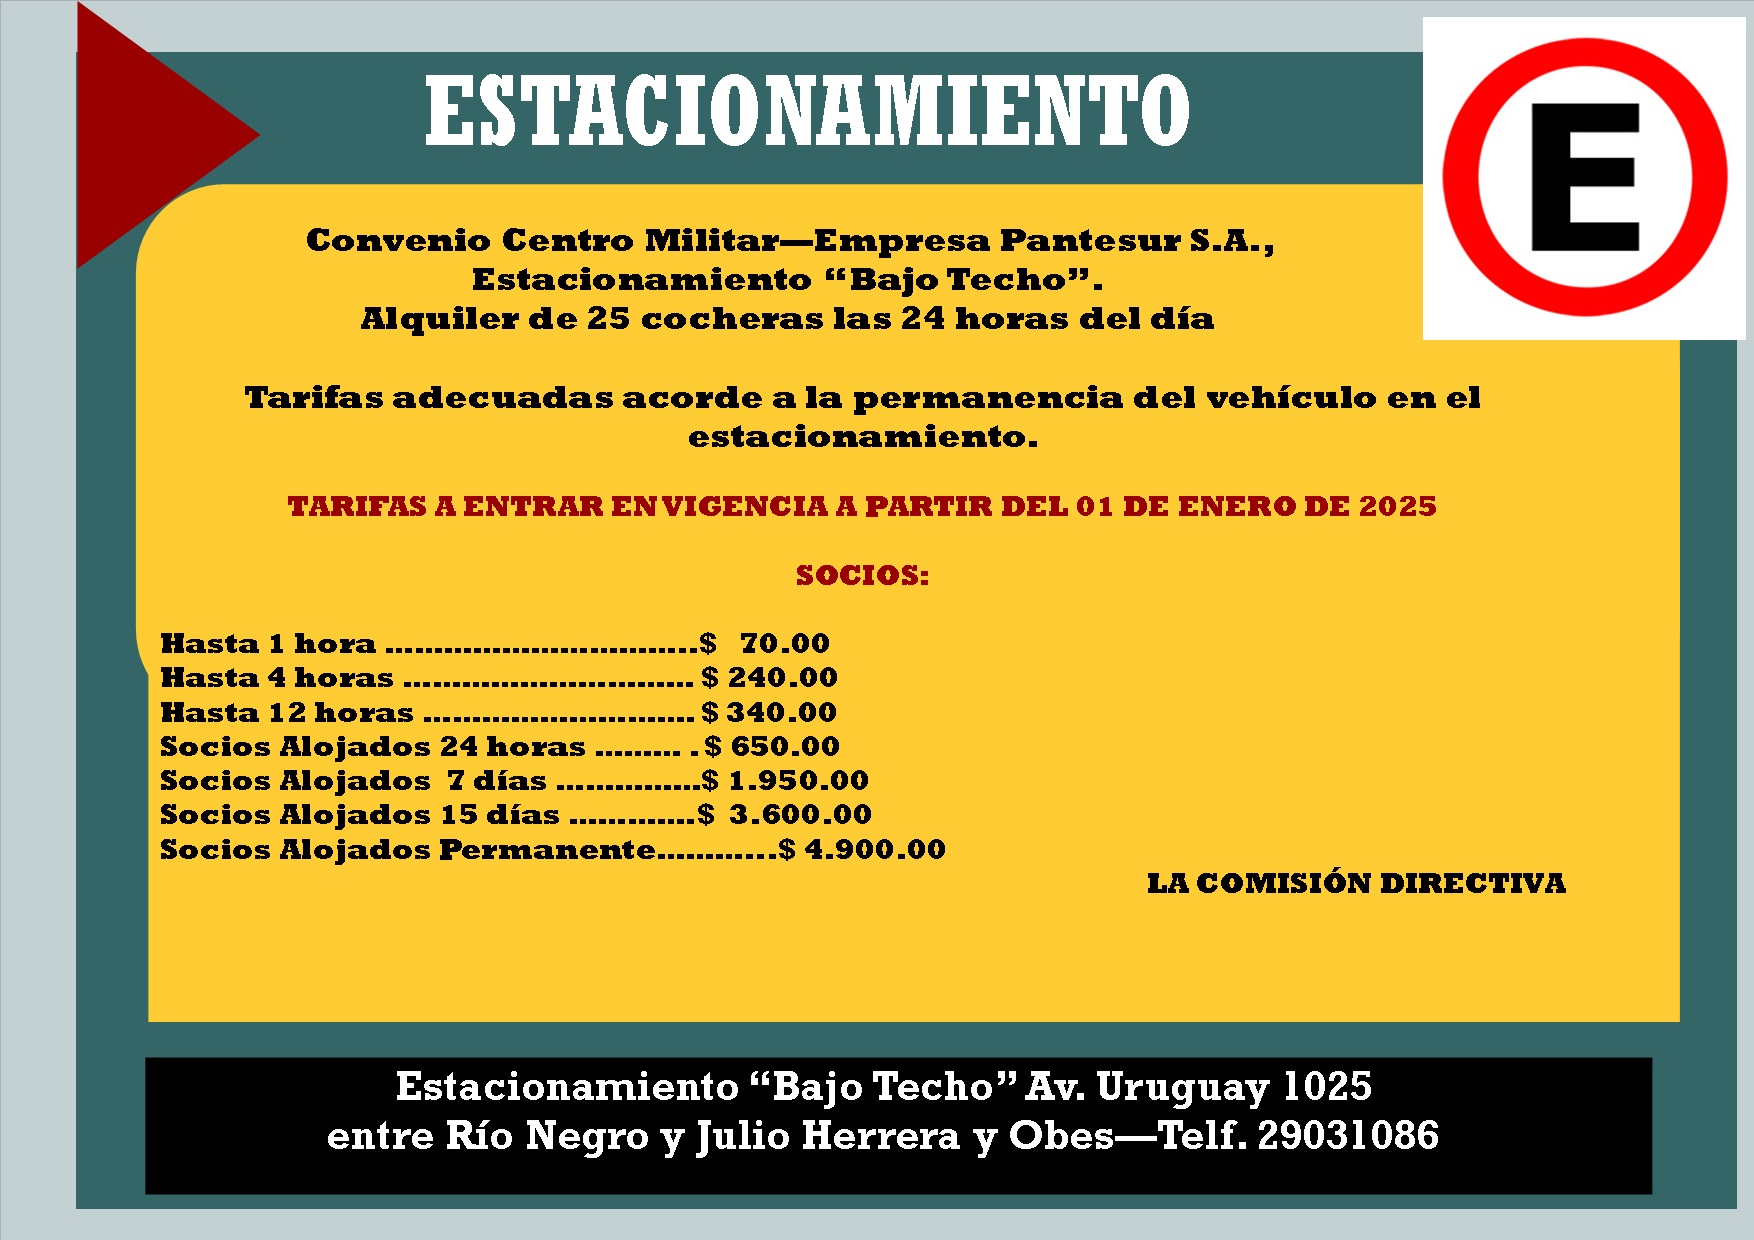 ESTACIONAMIENTO
E
Convenio Centro Militar—Empresa Pantesur S.A.,
Estacionamiento “Bajo Techo”.
Alquiler de 25 cocheras las 24 horas del día
Tarifas adecuadas acorde a la permanencia del vehículo en el
estacionamiento.
TARIFAS A ENTRAR EN VIGENCIA A PARTIR DEL 01 DE ENERO DE 2025
SOCIOS:
Hasta 1 hora ................................$ 70.00
Hasta 4 horas .............................. $ 240.00
Hasta 12 horas ............................ $ 340.00
Socios Alojados 24 horas ......... . $ 650.00
Socios Alojados 7 días ...............$ 1.950.00
Socios Alojados 15 días .............$ 3.600.00
Socios Alojados Permanente............$ 4.900.00
LA COMISIÓN DIRECTIVA
Estacionamiento “Bajo Techo” Av. Uruguay 1025
entre Río Negro y Julio Herrera y Obes—Telf. 29031086